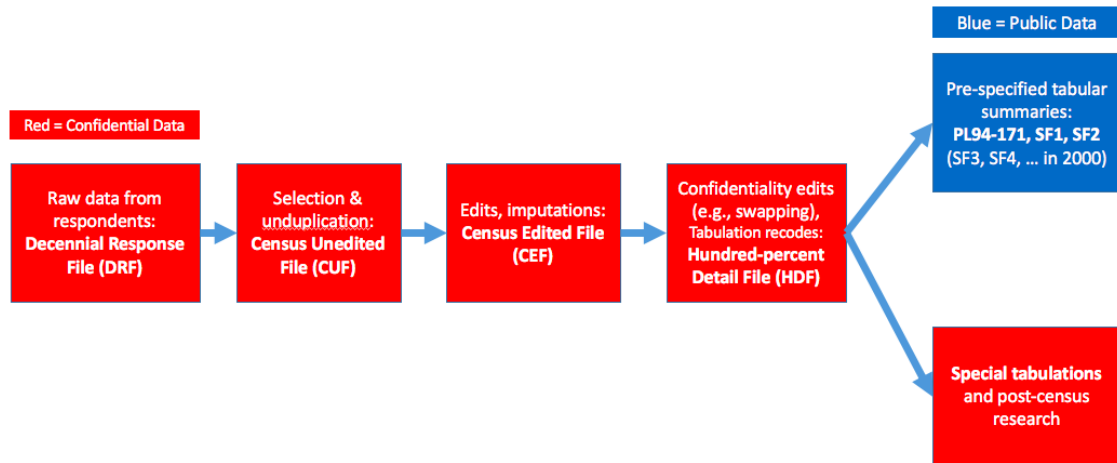 Blue = Public Data
Pre-specified tabular
summaries:
PL94-171, SF1, SF2
(SF3, SF4, ... in 2000)
Red = Confidential Data
Raw data from
respondents:
Decennial Response
File (DRF)
Selection &
unduplication:
Census Unedited
File (CUF)
Edits, imputations:
Census Edited File
(CEF)
Confidentiality edits
(e.g., swapping),
Tabulation recodes:
Hundred-percent
Detail File (HDF)
Special tabulations
and post-census
research